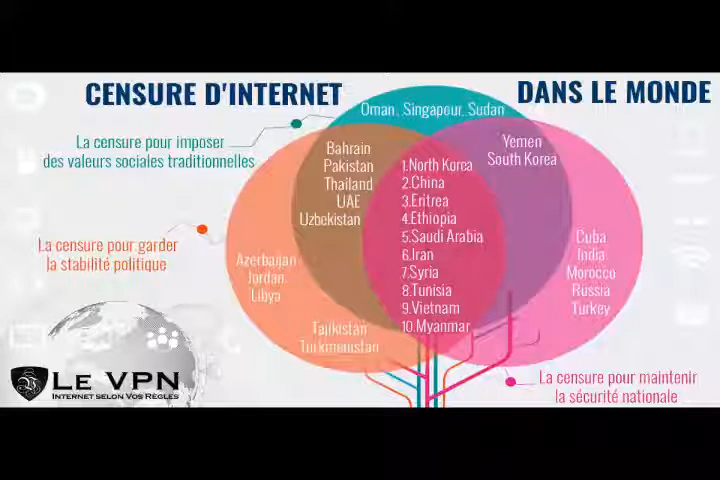 CENSURE D'INTERNET
DANS LE MONDE
Oman, Singapour, Sudan
La censure pour imposer
des valeurs sociales traditionnelles
Bahrain
Pakistan
Thailand
UAE
Uzbekistan
Yemen
South Korea
1.North Korea
2.China
3.Eritrea
4.Ethiopia
5.Saudi Arabia
6.Iran
7.Syria
8.Tunisia
9.Vietnam
10.Myanmar
La censure pour garder
la stabilité politique
Azerbaijan
Jordan
Libya
Cuba
India
Morocco
Russia
Turkey
Tajikistan
Turkmenistan
La censure pour maintenir
la sécurité nationale
LE VPN
INTERNET SELON VOS RÈGLES